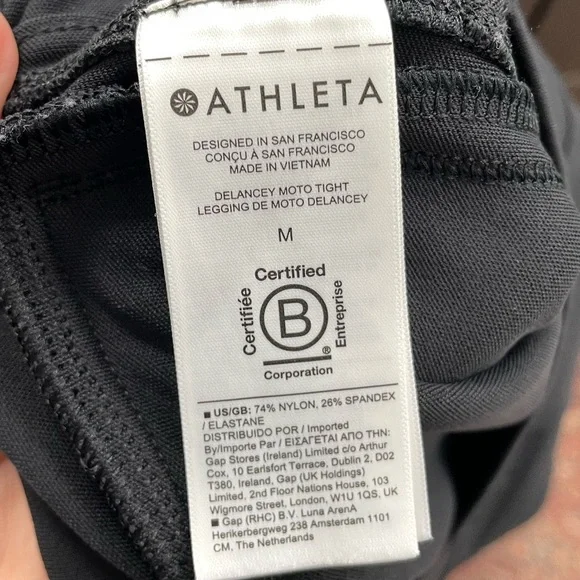 ATHLETA
DESIGNED IN SAN FRANCISCO
CONÇU À SAN FRANCISCO
MADE IN VIETNAM
DELANCEY MOTO TIGHT
LEGGING DE MOTO DELANCEY
M
Certified
Certifiée
B
Entreprise
®
Corporation
■ US/GB: 74% NYLON, 26% SPANDEX
/ ELASTANE
DISTRIBUIDO POR / Imported
By/Importe Par / ΕΙΣΑΓΕΤΑΙ ΑΠΟ ΤΗΝ:
Gap Stores (Ireland) Limited c/o Arthur
Cox, 10 Earlsfort Terrace, Dublin 2, D02
T380, Ireland, Gap (UK Holdings)
Limited, 2nd Floor Nations House, 103
Wigmore Street, London, W1U 1QS, UK
■ Gap (RHC) B.V. Luna ArenA
Herikerbergweg 238 Amsterdam 1101
CM, The Netherlands